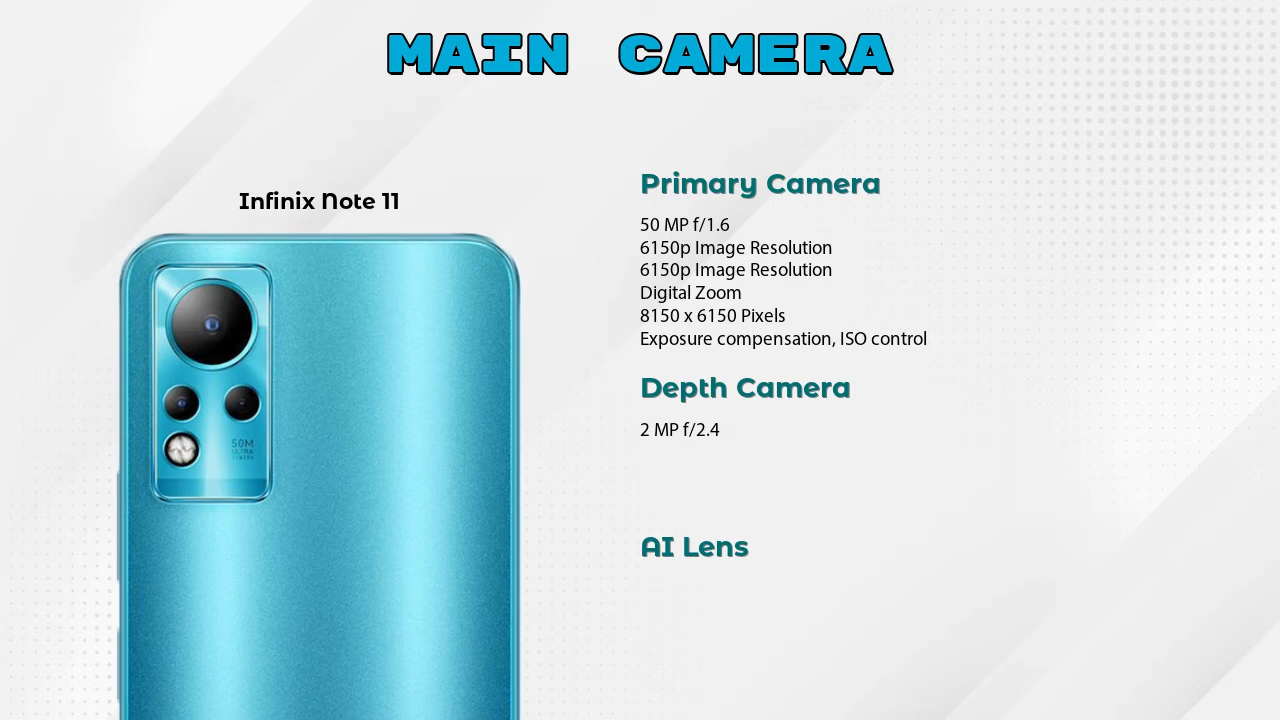 MAIN CAMERA
Infinix Note 11
50M
ULTRA
Primary Camera
50 MP f/1.6
6150p Image Resolution
6150p Image Resolution
Digital Zoom
8150 x 6150 Pixels
Exposure compensation, ISO control
Depth Camera
2 MP f/2.4
AI Lens